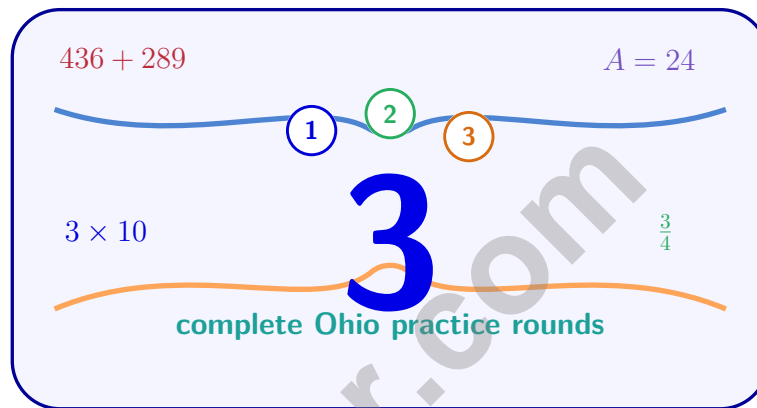 436 + 289
A = 24
1
2
3
3
3 × 10
3/4
complete Ohio practice rounds
r.com